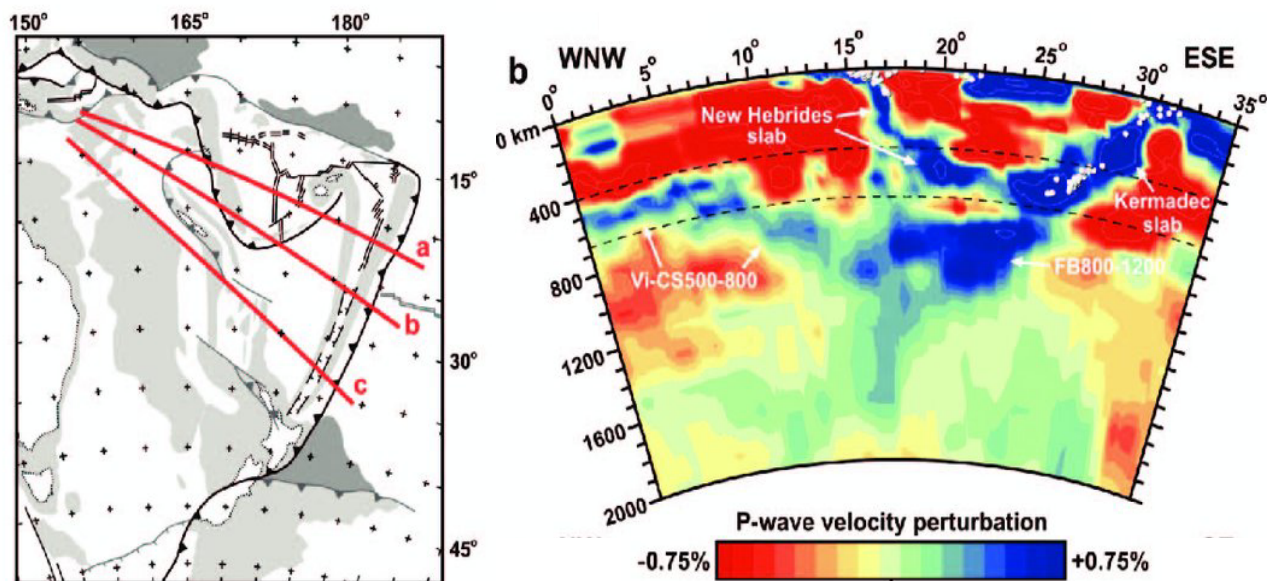 150° 165° 180°
15°
30°
45°
a
b
c
b WNW ESE
0° 5° 10° 15° 20° 25° 30° 35°
0 km
400
800
1200
1600
2000
New Hebrides
slab
Kermadec
slab
Vi-CS500-800
FB800-1200
P-wave velocity perturbation
-0.75% +0.75%